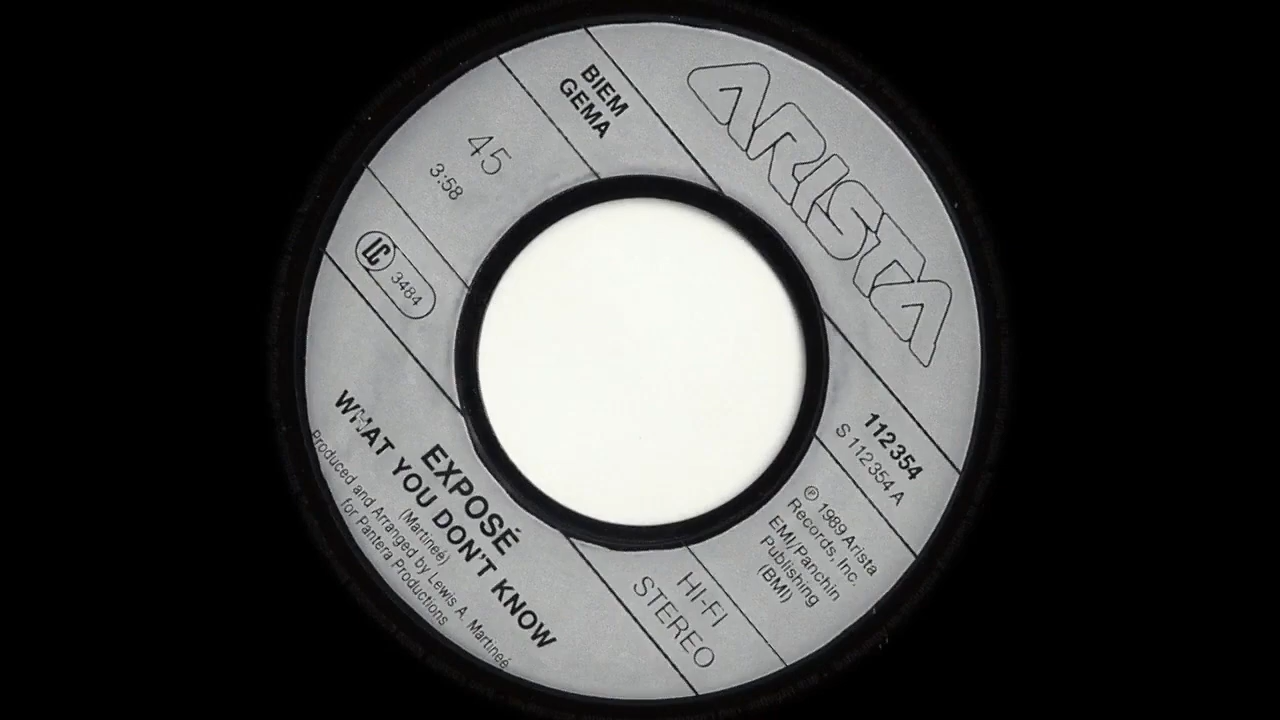 ARISTA
BIEM
GEMA
45
3:58
LC 3484
112 354
S 112 354 A
℗ 1989 Arista
Records, Inc.
EMI/Panchin
Publishing
(BMI)
HI-FI
STEREO
EXPOSÉ
WHAT YOU DON'T KNOW
(Martineé)
Produced and Arranged by Lewis A. Martineé
for Pantera Productions